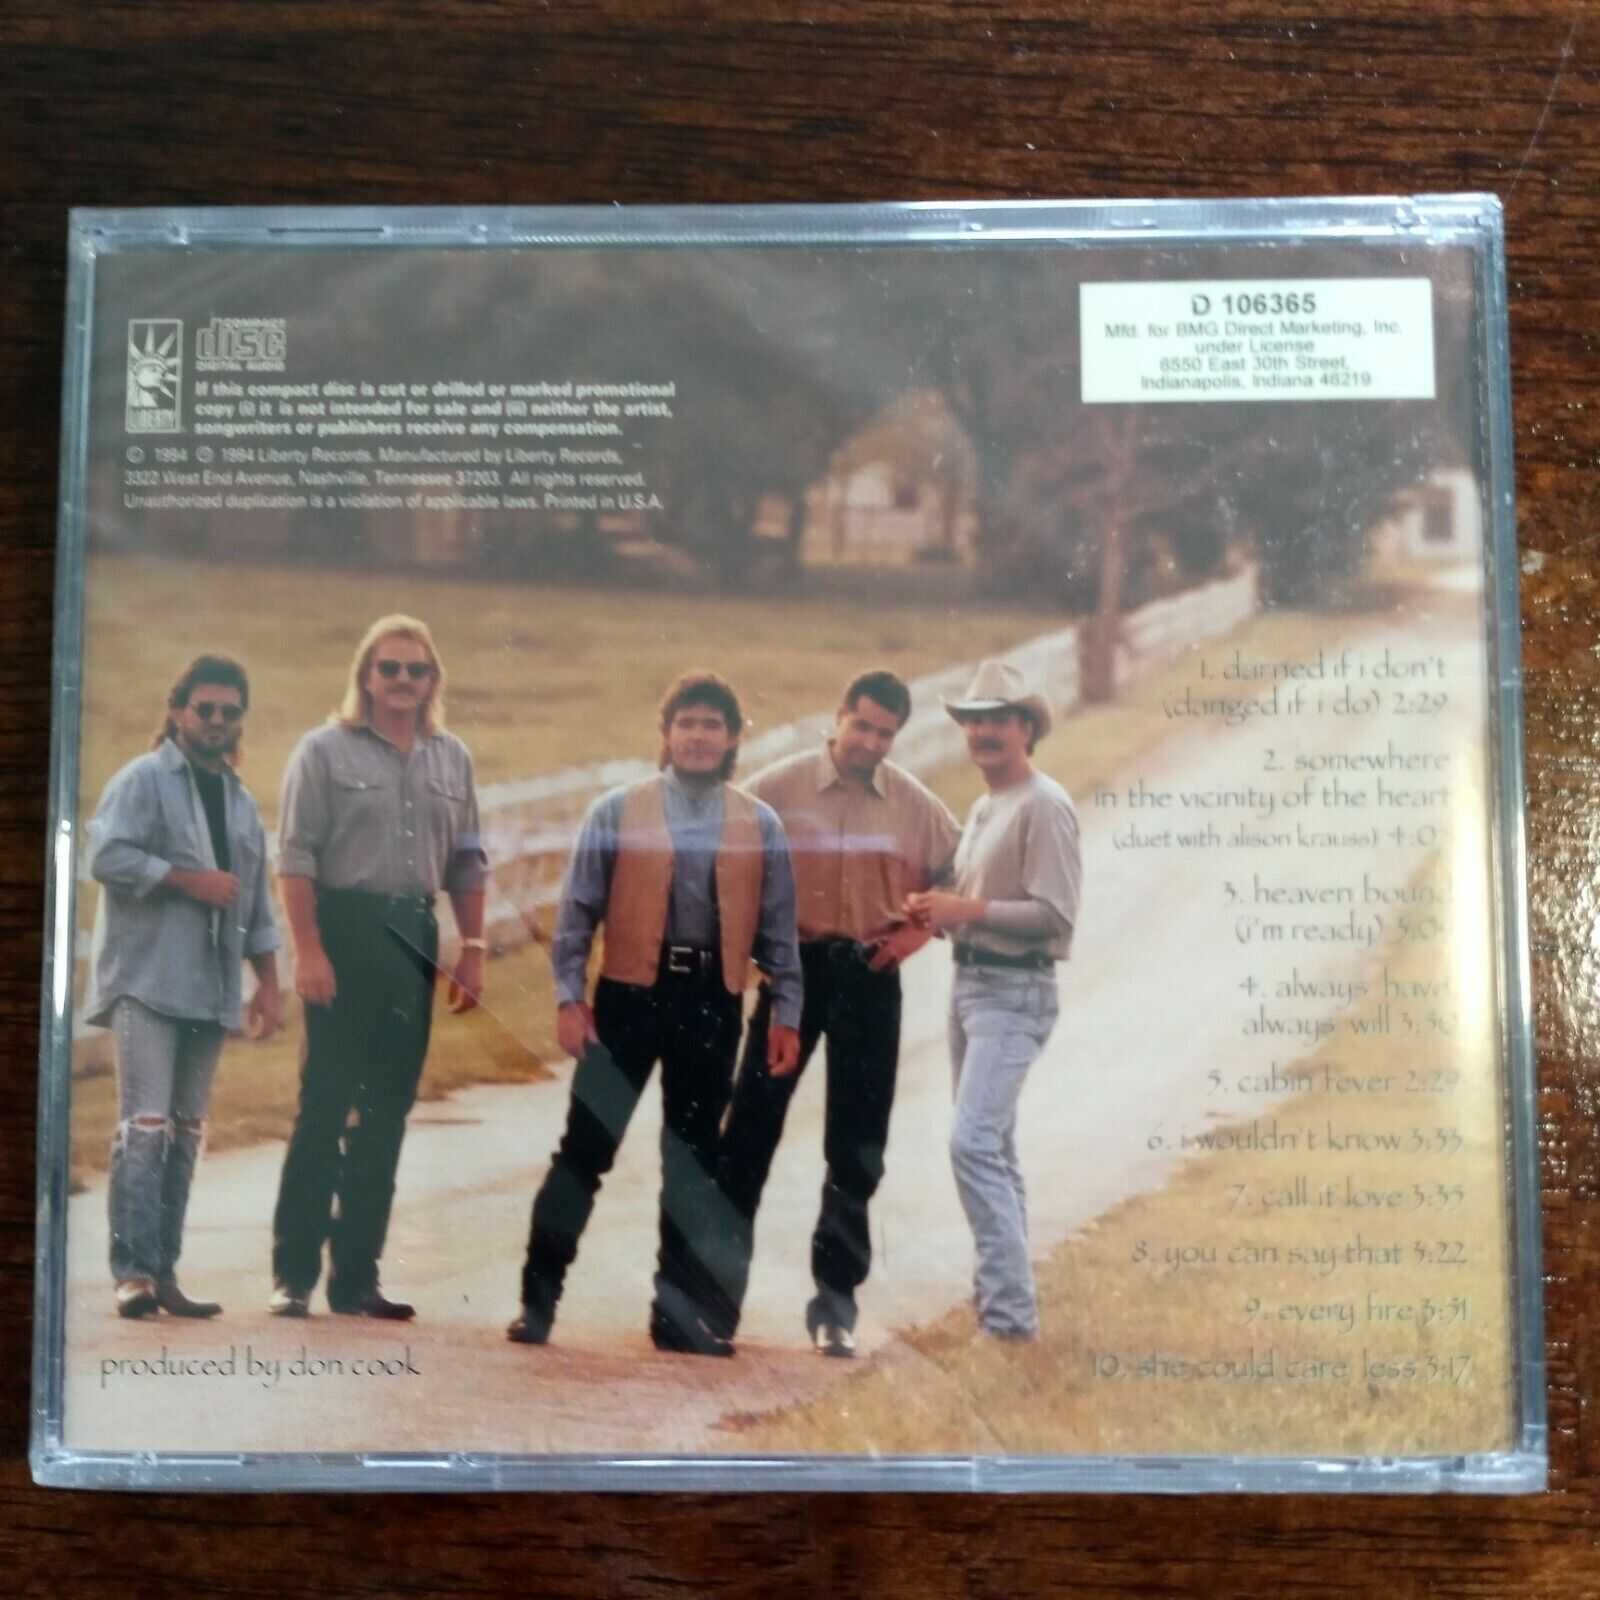 LIBERTY
COMPACT
disc
DIGITAL AUDIO
If this compact disc is cut or drilled or marked promotional
copy (i) it is not intended for sale and (ii) neither the artist,
songwriters or publishers receive any compensation.
© 1994 ℗ 1994 Liberty Records. Manufactured by Liberty Records,
3322 West End Avenue, Nashville, Tennessee 37203. All rights reserved.
Unauthorized duplication is a violation of applicable laws. Printed in U.S.A.
D 106365
Mfd. for BMG Direct Marketing, Inc.
under License
6550 East 30th Street,
Indianapolis, Indiana 46219
1. darned if i don't
(danged if i do) 2:29
2. somewhere
in the vicinity of the heart
(duet with alison krauss)
3. heaven bound
(i'm ready)
4. always have,
always will 3:30
5. cabin fever 2:29
6. i wouldn't know 3:33
7. call it love 3:35
8. you can say that 3:22
9. every fire 3:31
10. she could care less 3:17
produced by don cook